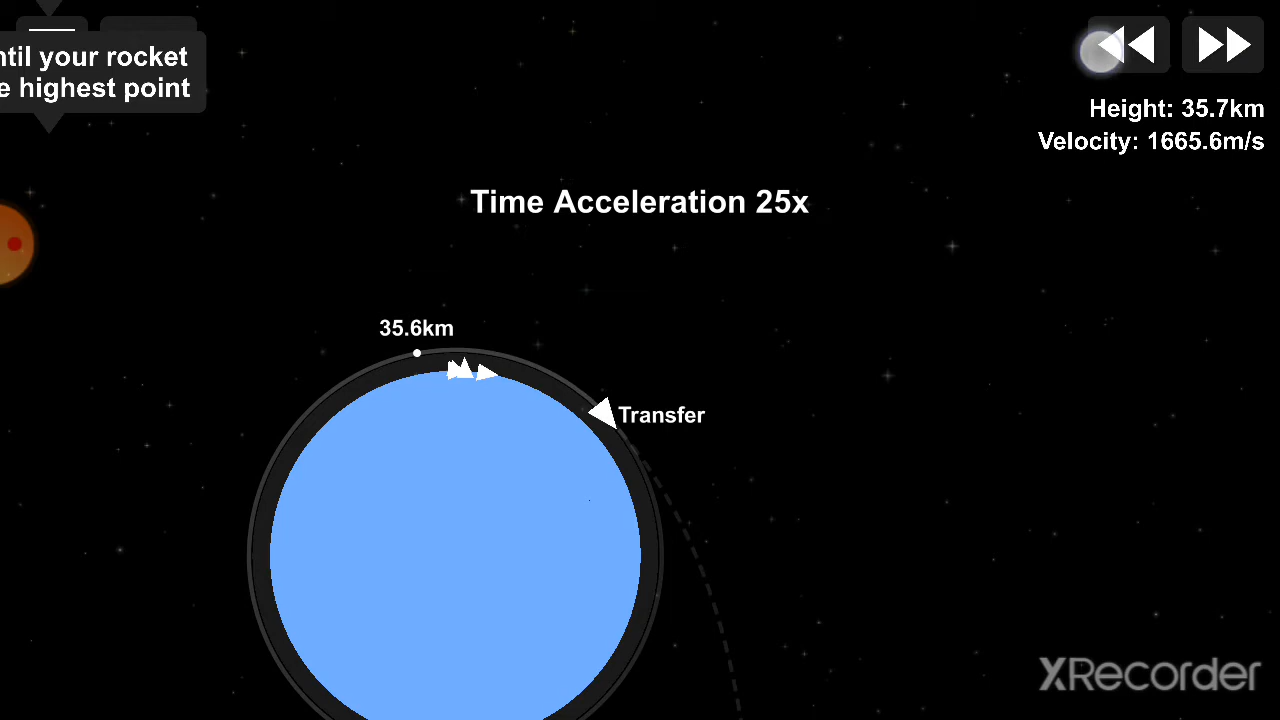 ntil your rocket
e highest point
Height: 35.7km
Velocity: 1665.6m/s
Time Acceleration 25x
35.6km
Transfer
XRecorder